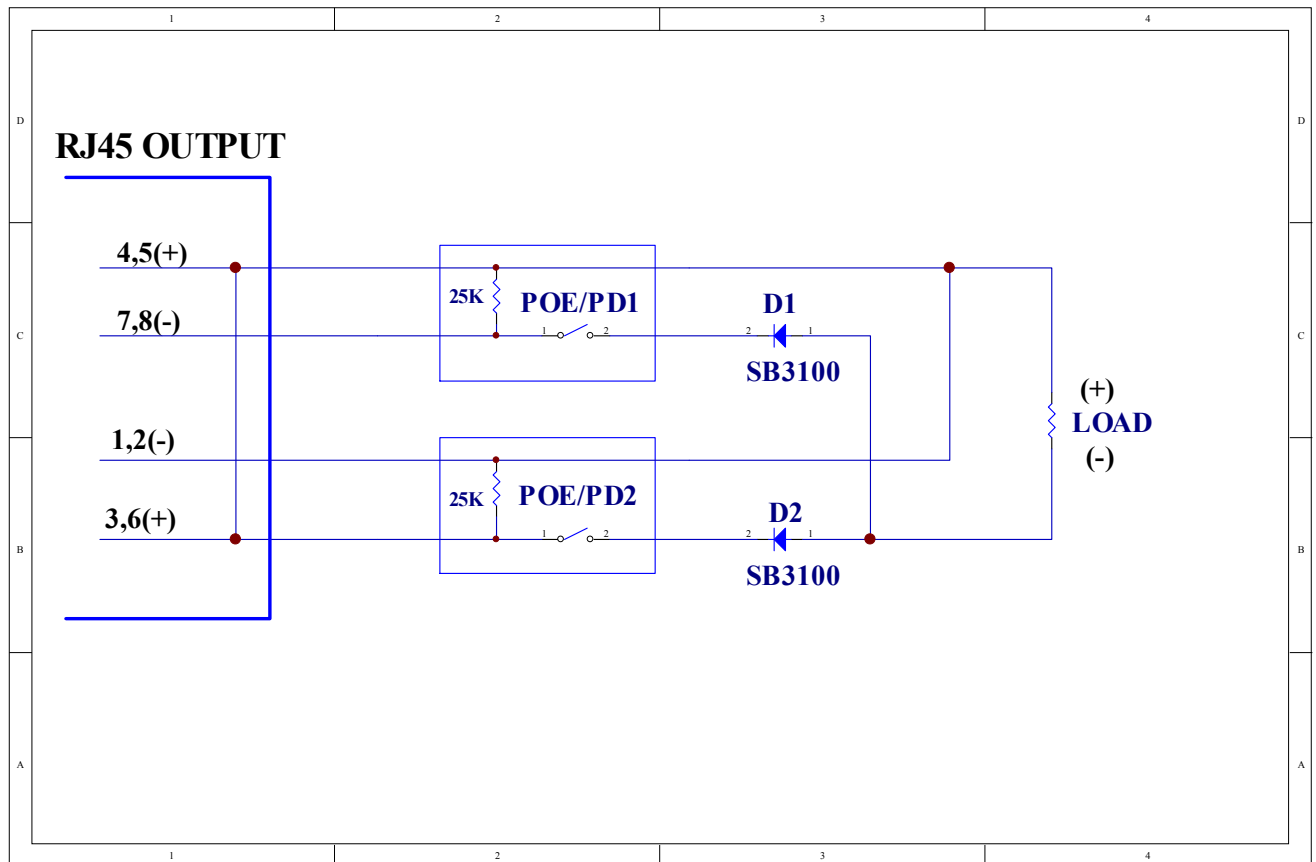 1 2 3 4
D D
RJ45 OUTPUT
4,5(+)
25K POE/PD1 D1
7,8(-)
1 2 2 1
C C
SB3100
(+)
LOAD
1,2(-)
(-)
25K POE/PD2 D2
3,6(+)
1 2 2 1
B B
SB3100
A A
1 2 3 4